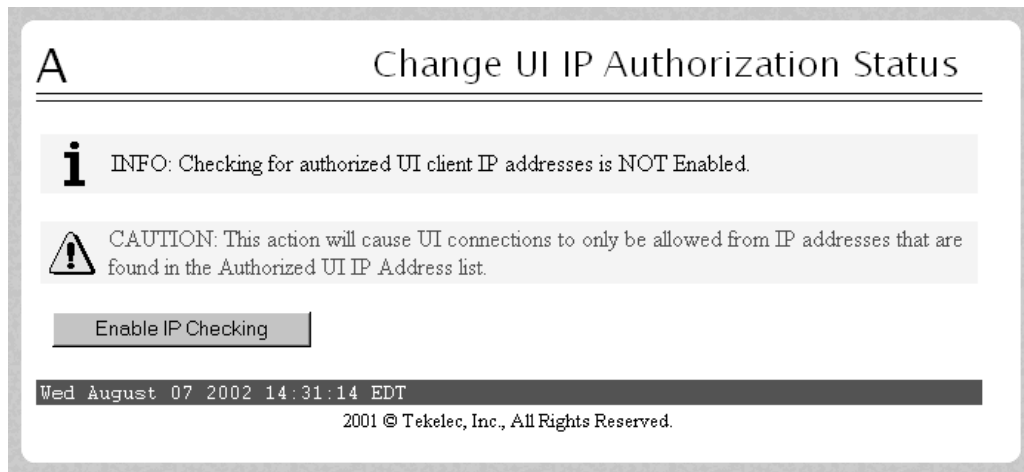 A
Change UI IP Authorization Status
i
INFO: Checking for authorized UI client IP addresses is NOT Enabled.
CAUTION: This action will cause UI connections to only be allowed from IP addresses that are
found in the Authorized UI IP Address list.
Enable IP Checking
Wed August 07 2002 14:31:14 EDT
2001 © Tekelec, Inc., All Rights Reserved.